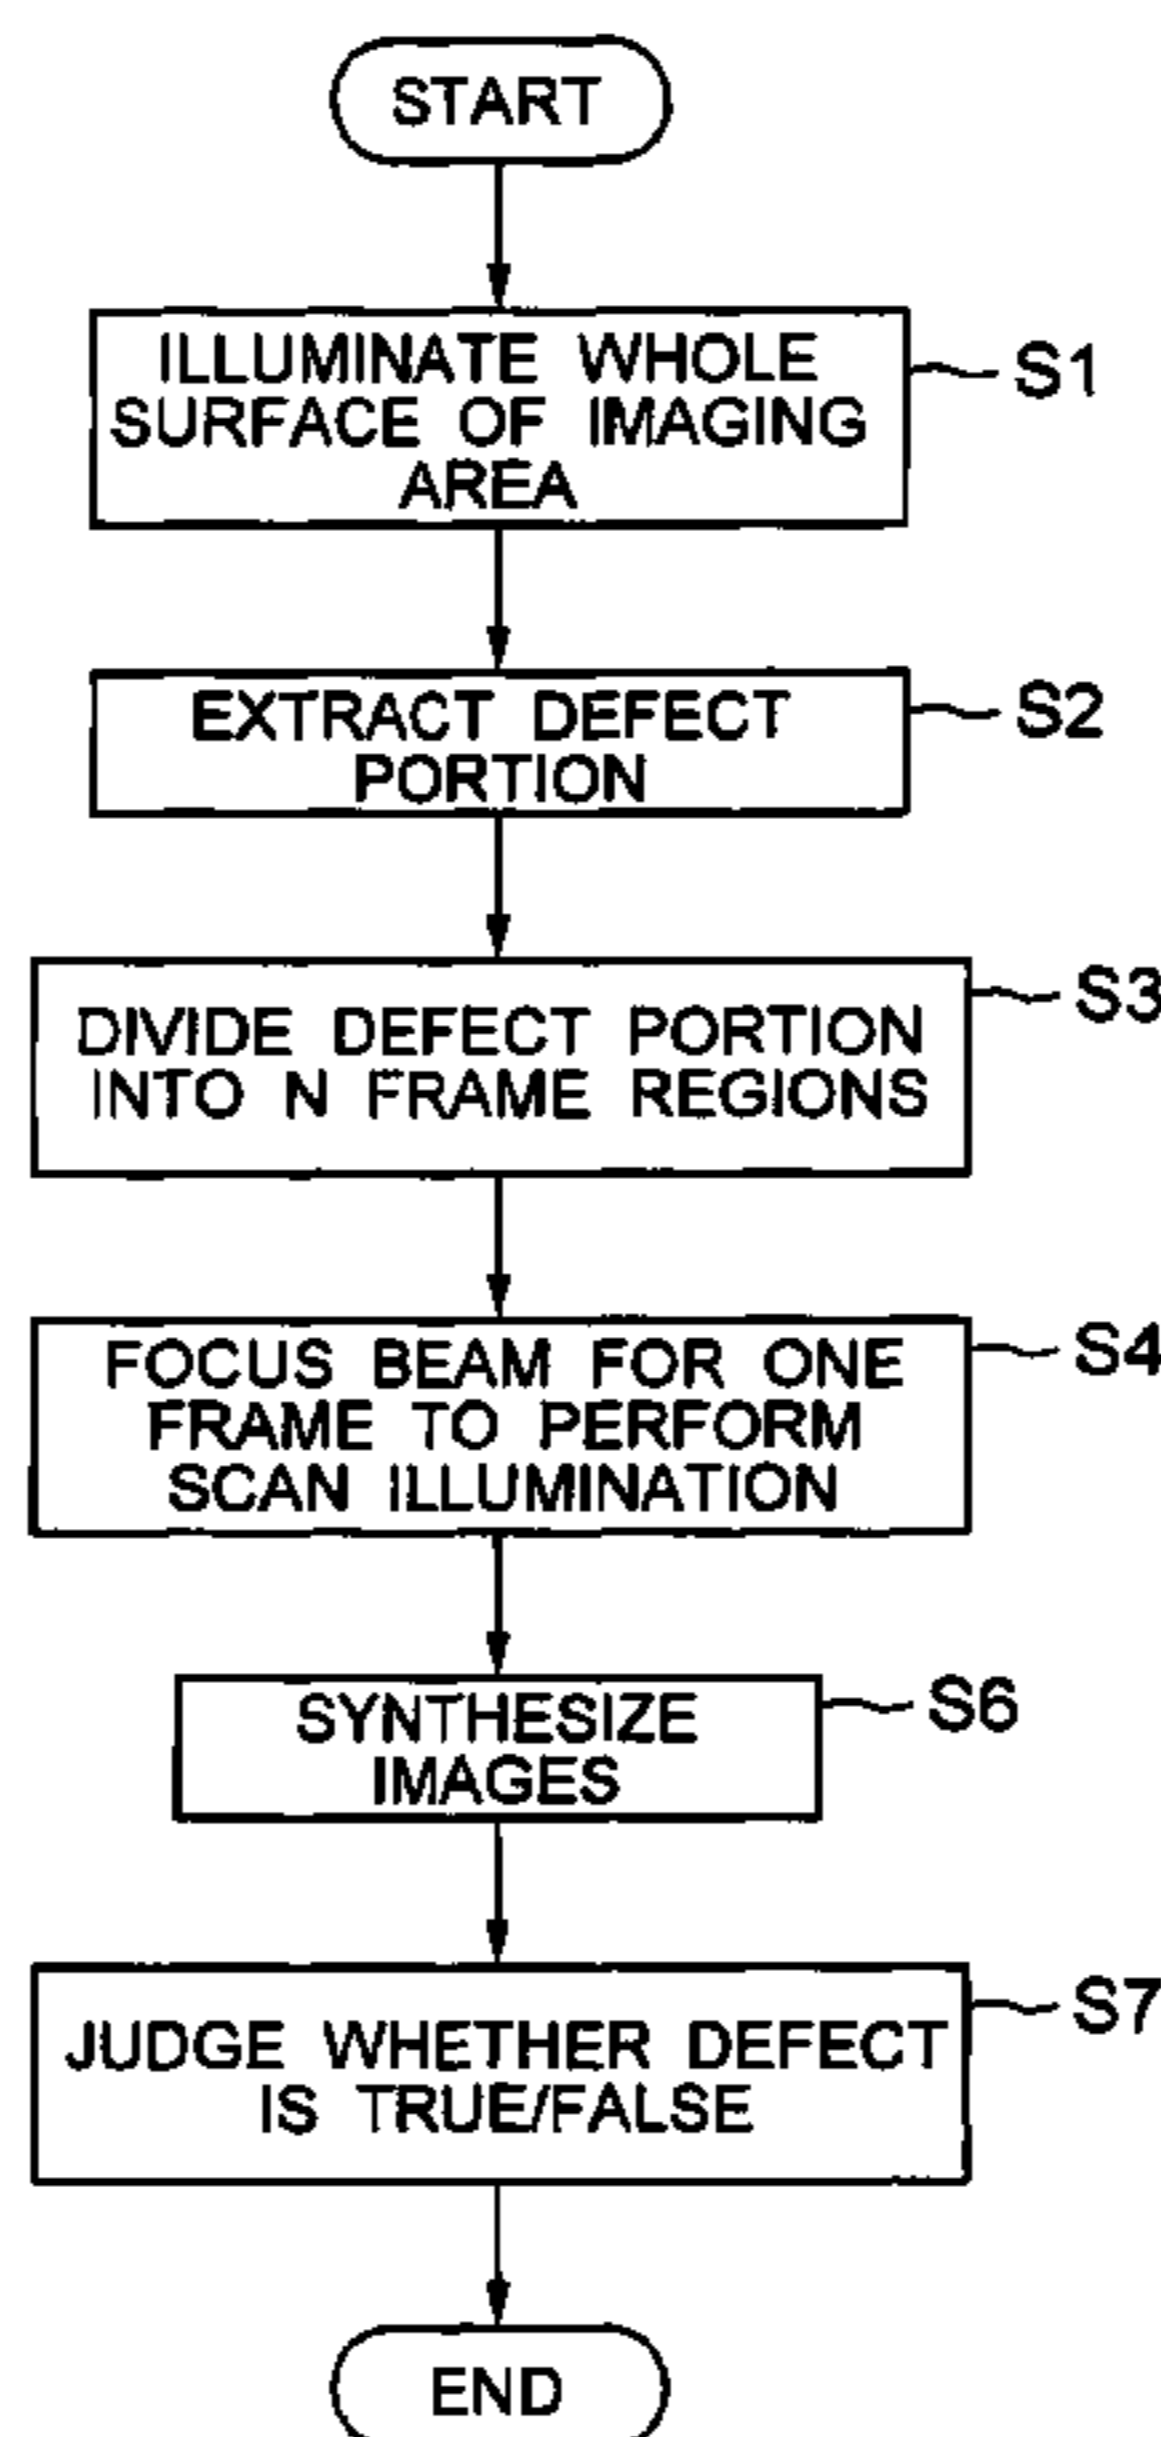 START
ILLUMINATE WHOLE
SURFACE OF IMAGING
AREA
S1
EXTRACT DEFECT
PORTION
S2
DIVIDE DEFECT PORTION
INTO N FRAME REGIONS
S3
FOCUS BEAM FOR ONE
FRAME TO PERFORM
SCAN ILLUMINATION
S4
SYNTHESIZE
IMAGES
S6
JUDGE WHETHER DEFECT
IS TRUE/FALSE
S7
END